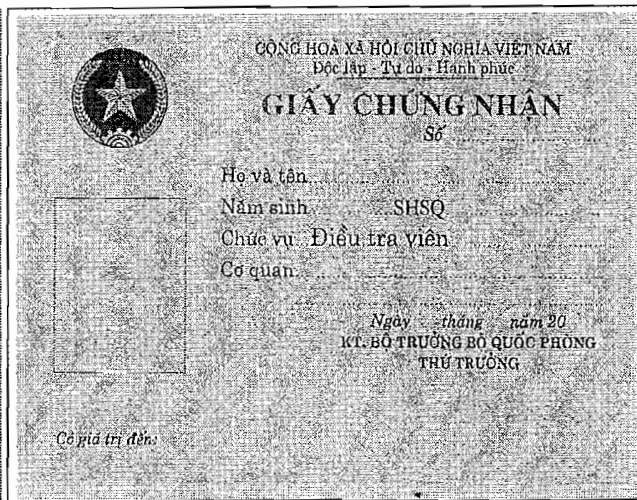 CỘNG HOÀ XÃ HỘI CHỦ NGHĨA VIỆT NAM
Độc lập - Tự do - Hạnh phúc
GIẤY CHỨNG NHẬN
Số
Họ và tên
Năm sinh SHSQ
Chức vụ Điều tra viên
Cơ quan
Ngày tháng năm 20
KT. BỘ TRƯỞNG BỘ QUỐC PHÒNG
THỨ TRƯỞNG
Có giá trị đến: